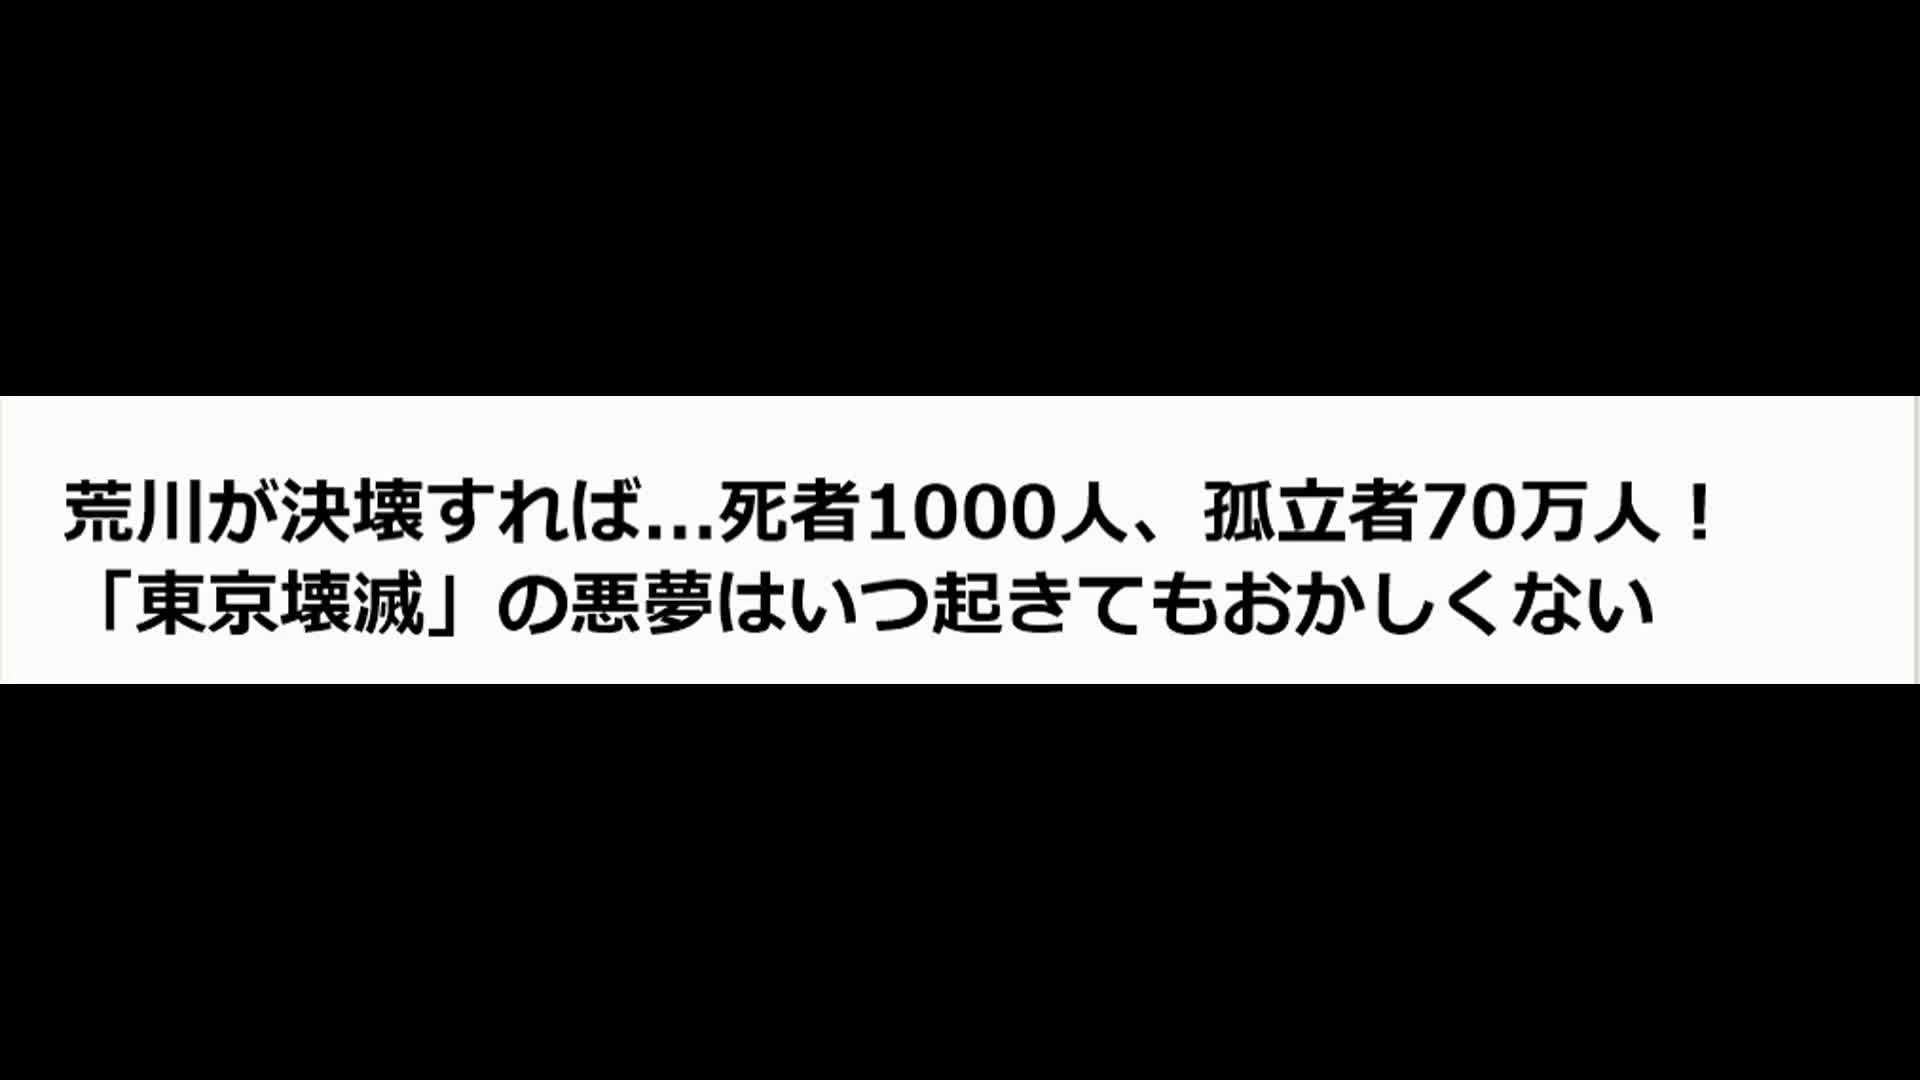 荒川が決壊すれば...死者1000人、孤立者70万人！
「東京壊滅」の悪夢はいつ起きてもおかしくない